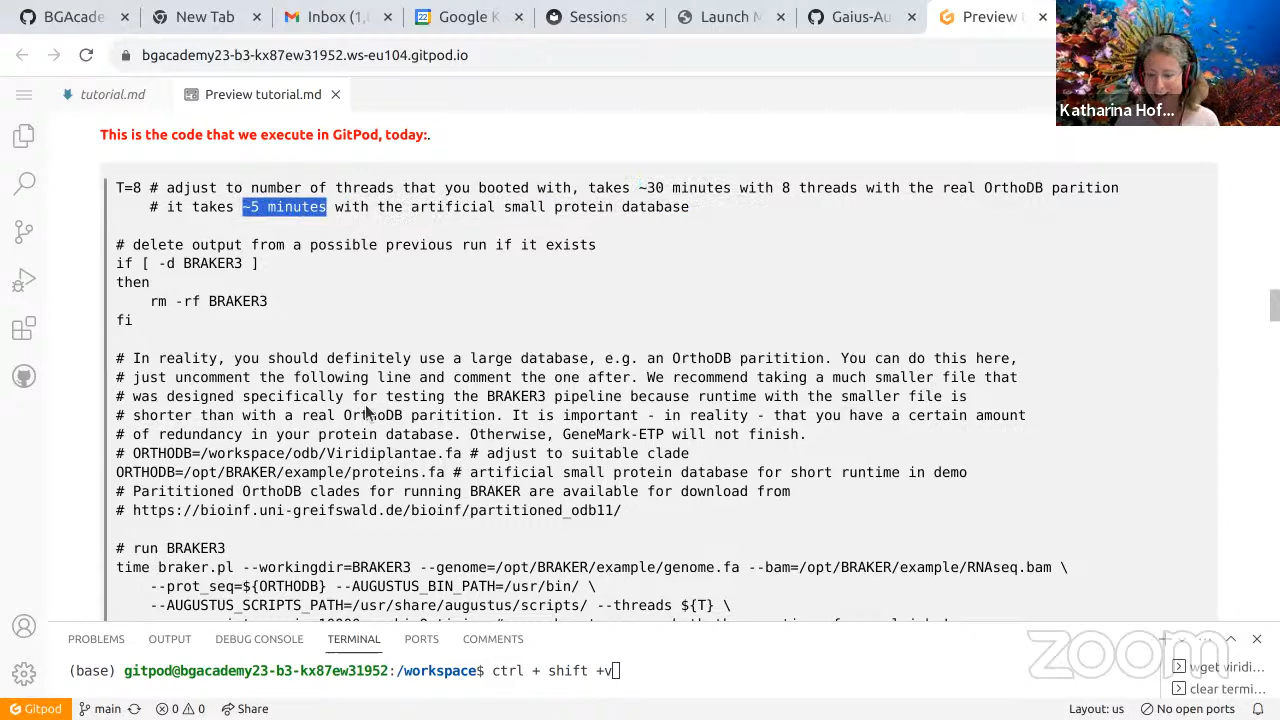 BGAcade
New Tab
Inbox (1,
Google K
Sessions
Launch M
Gaius-Au
Preview
bgacademy23-b3-kx87ew31952.ws-eu104.gitpod.io
Katharina Hof...
tutorial.md
Preview tutorial.md
This is the code that we execute in GitPod, today:.
T=8 # adjust to number of threads that you booted with, takes ~30 minutes with 8 threads with the real OrthoDB parition
# it takes ~5 minutes with the artificial small protein database
# delete output from a possible previous run if it exists
if [ -d BRAKER3 ]
then
rm -rf BRAKER3
fi
# In reality, you should definitely use a large database, e.g. an OrthoDB paritition. You can do this here,
# just uncomment the following line and comment the one after. We recommend taking a much smaller file that
# was designed specifically for testing the BRAKER3 pipeline because runtime with the smaller file is
# shorter than with a real OrthoDB paritition. It is important - in reality - that you have a certain amount
# of redundancy in your protein database. Otherwise, GeneMark-ETP will not finish.
# ORTHODB=/workspace/odb/Viridiplantae.fa # adjust to suitable clade
ORTHODB=/opt/BRAKER/example/proteins.fa # artificial small protein database for short runtime in demo
# Parititioned OrthoDB clades for running BRAKER are available for download from
# https://bioinf.uni-greifswald.de/bioinf/partitioned_odb11/
# run BRAKER3
time braker.pl --workingdir=BRAKER3 --genome=/opt/BRAKER/example/genome.fa --bam=/opt/BRAKER/example/RNAseq.bam \
--prot_seq=${ORTHODB} --AUGUSTUS_BIN_PATH=/usr/bin/ \
--AUGUSTUS_SCRIPTS_PATH=/usr/share/augustus/scripts/ --threads ${T} \
PROBLEMS
OUTPUT
DEBUG CONSOLE
TERMINAL
PORTS
COMMENTS
(base) gitpod@bgacademy23-b3-kx87ew31952:/workspace$ ctrl + shift +v
zoom
wget viridi...
clear termi...
Gitpod
main
0
0
Share
Layout: us
No open ports